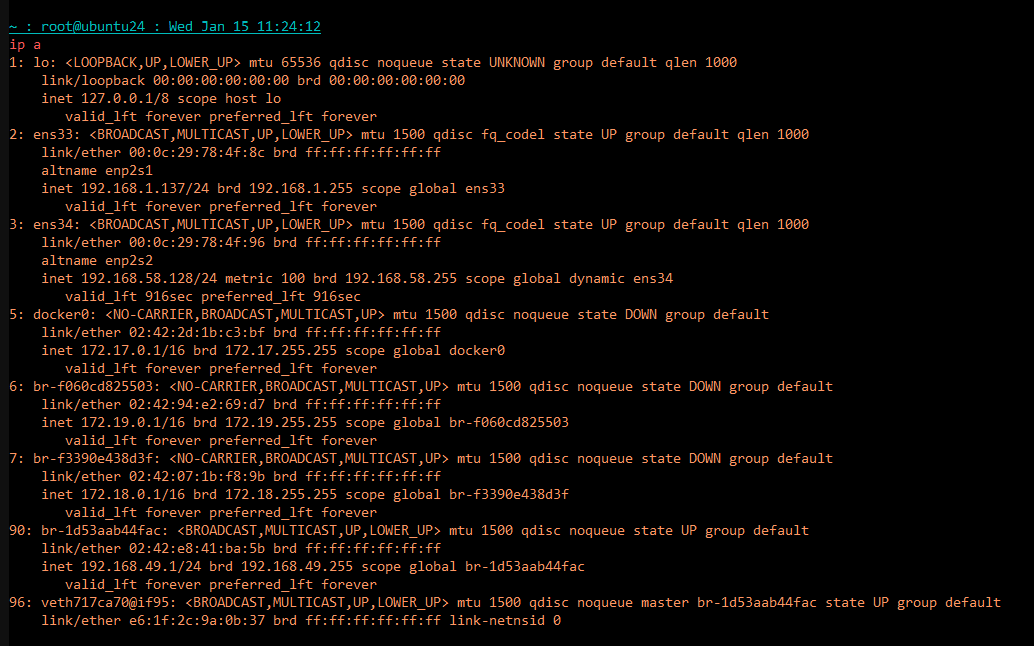 ~ : root@ubuntu24 : Wed Jan 15 11:24:12
ip a
1: lo: <LOOPBACK,UP,LOWER_UP> mtu 65536 qdisc noqueue state UNKNOWN group default qlen 1000
    link/loopback 00:00:00:00:00:00 brd 00:00:00:00:00:00
    inet 127.0.0.1/8 scope host lo
       valid_lft forever preferred_lft forever
2: ens33: <BROADCAST,MULTICAST,UP,LOWER_UP> mtu 1500 qdisc fq_codel state UP group default qlen 1000
    link/ether 00:0c:29:78:4f:8c brd ff:ff:ff:ff:ff:ff
    altname enp2s1
    inet 192.168.1.137/24 brd 192.168.1.255 scope global ens33
       valid_lft forever preferred_lft forever
3: ens34: <BROADCAST,MULTICAST,UP,LOWER_UP> mtu 1500 qdisc fq_codel state UP group default qlen 1000
    link/ether 00:0c:29:78:4f:96 brd ff:ff:ff:ff:ff:ff
    altname enp2s2
    inet 192.168.58.128/24 metric 100 brd 192.168.58.255 scope global dynamic ens34
       valid_lft 916sec preferred_lft 916sec
5: docker0: <NO-CARRIER,BROADCAST,MULTICAST,UP> mtu 1500 qdisc noqueue state DOWN group default
    link/ether 02:42:2d:1b:c3:bf brd ff:ff:ff:ff:ff:ff
    inet 172.17.0.1/16 brd 172.17.255.255 scope global docker0
       valid_lft forever preferred_lft forever
6: br-f060cd825503: <NO-CARRIER,BROADCAST,MULTICAST,UP> mtu 1500 qdisc noqueue state DOWN group default
    link/ether 02:42:94:e2:69:d7 brd ff:ff:ff:ff:ff:ff
    inet 172.19.0.1/16 brd 172.19.255.255 scope global br-f060cd825503
       valid_lft forever preferred_lft forever
7: br-f3390e438d3f: <NO-CARRIER,BROADCAST,MULTICAST,UP> mtu 1500 qdisc noqueue state DOWN group default
    link/ether 02:42:07:1b:f8:9b brd ff:ff:ff:ff:ff:ff
    inet 172.18.0.1/16 brd 172.18.255.255 scope global br-f3390e438d3f
       valid_lft forever preferred_lft forever
90: br-1d53aab44fac: <BROADCAST,MULTICAST,UP,LOWER_UP> mtu 1500 qdisc noqueue state UP group default
    link/ether 02:42:e8:41:ba:5b brd ff:ff:ff:ff:ff:ff
    inet 192.168.49.1/24 brd 192.168.49.255 scope global br-1d53aab44fac
       valid_lft forever preferred_lft forever
96: veth717ca70@if95: <BROADCAST,MULTICAST,UP,LOWER_UP> mtu 1500 qdisc noqueue master br-1d53aab44fac state UP group default
    link/ether e6:1f:2c:9a:0b:37 brd ff:ff:ff:ff:ff:ff link-netnsid 0